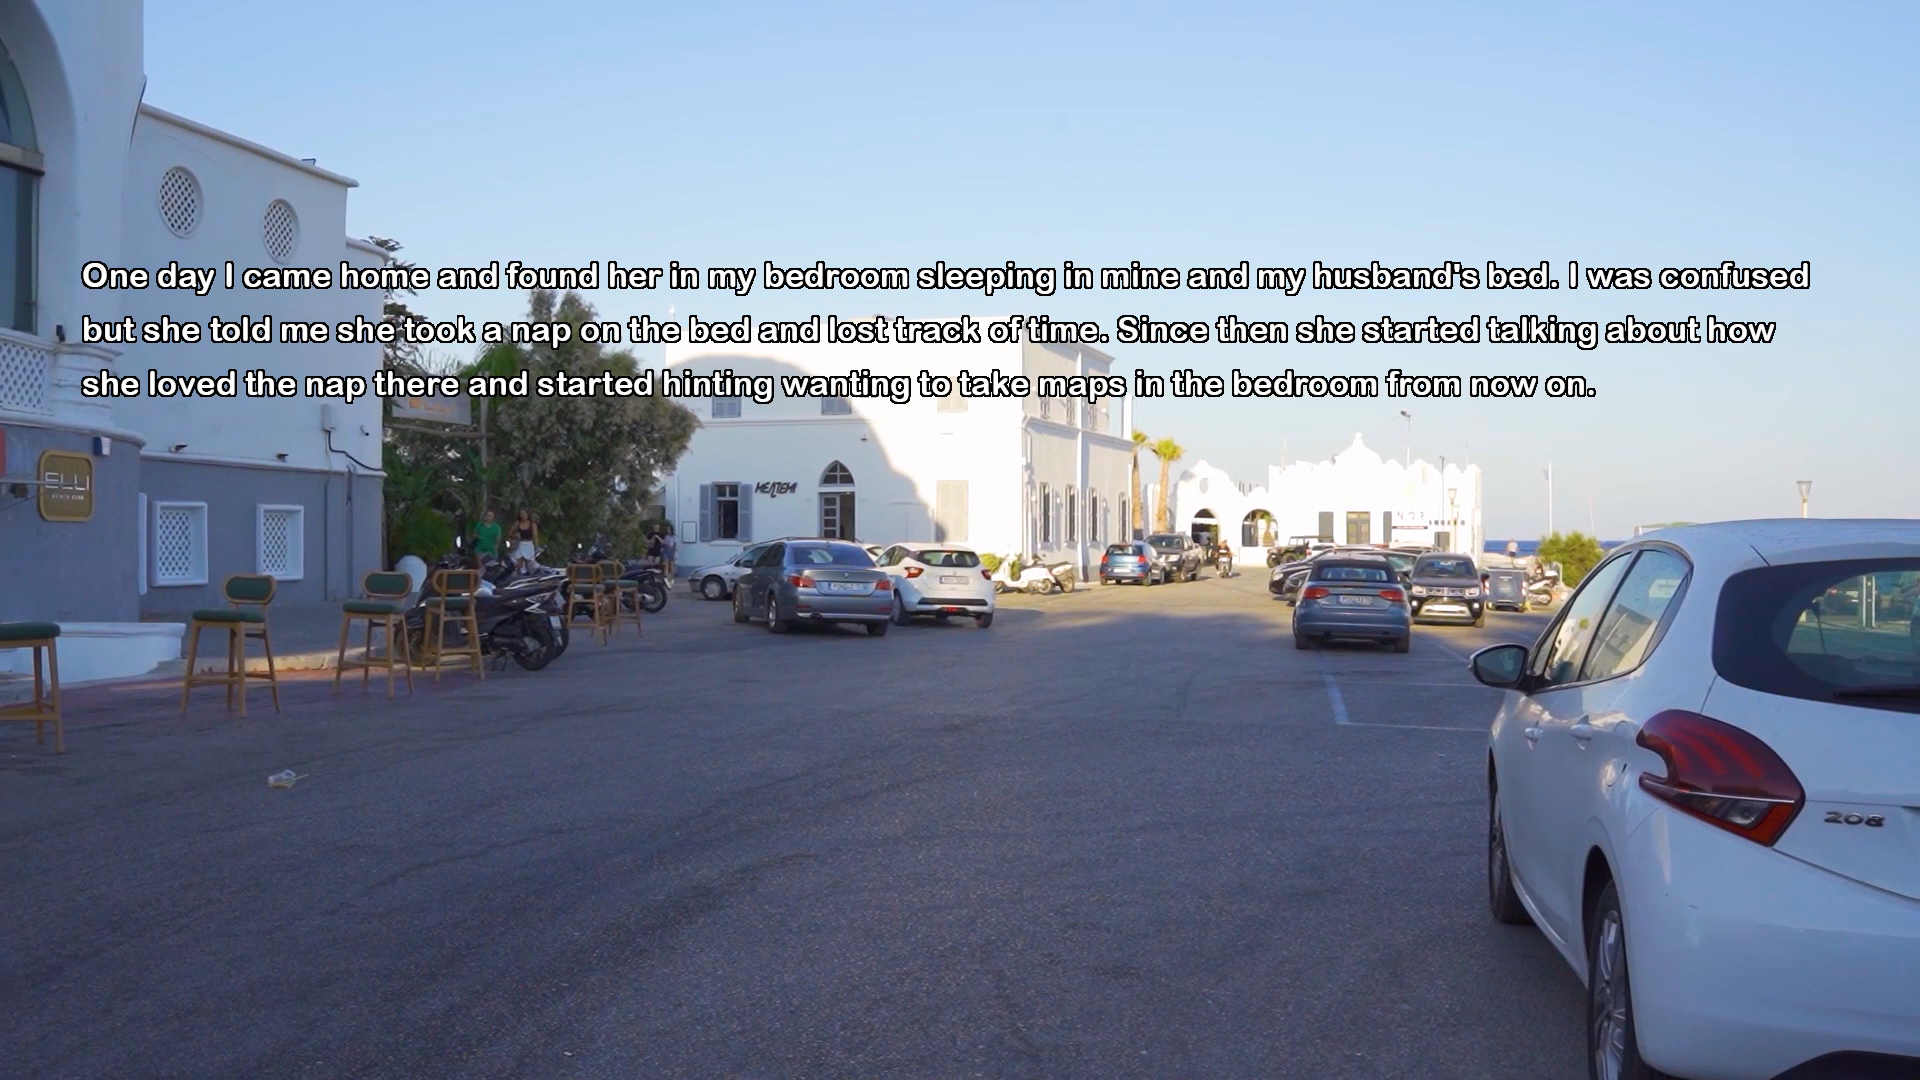 One day I came home and found her in my bedroom sleeping in mine and my husband's bed. I was confused
but she told me she took a nap on the bed and lost track of time. Since then she started talking about how
she loved the nap there and started hinting wanting to take maps in the bedroom from now on.
ELLI
ΜΕΛΤΕΜΙ
208